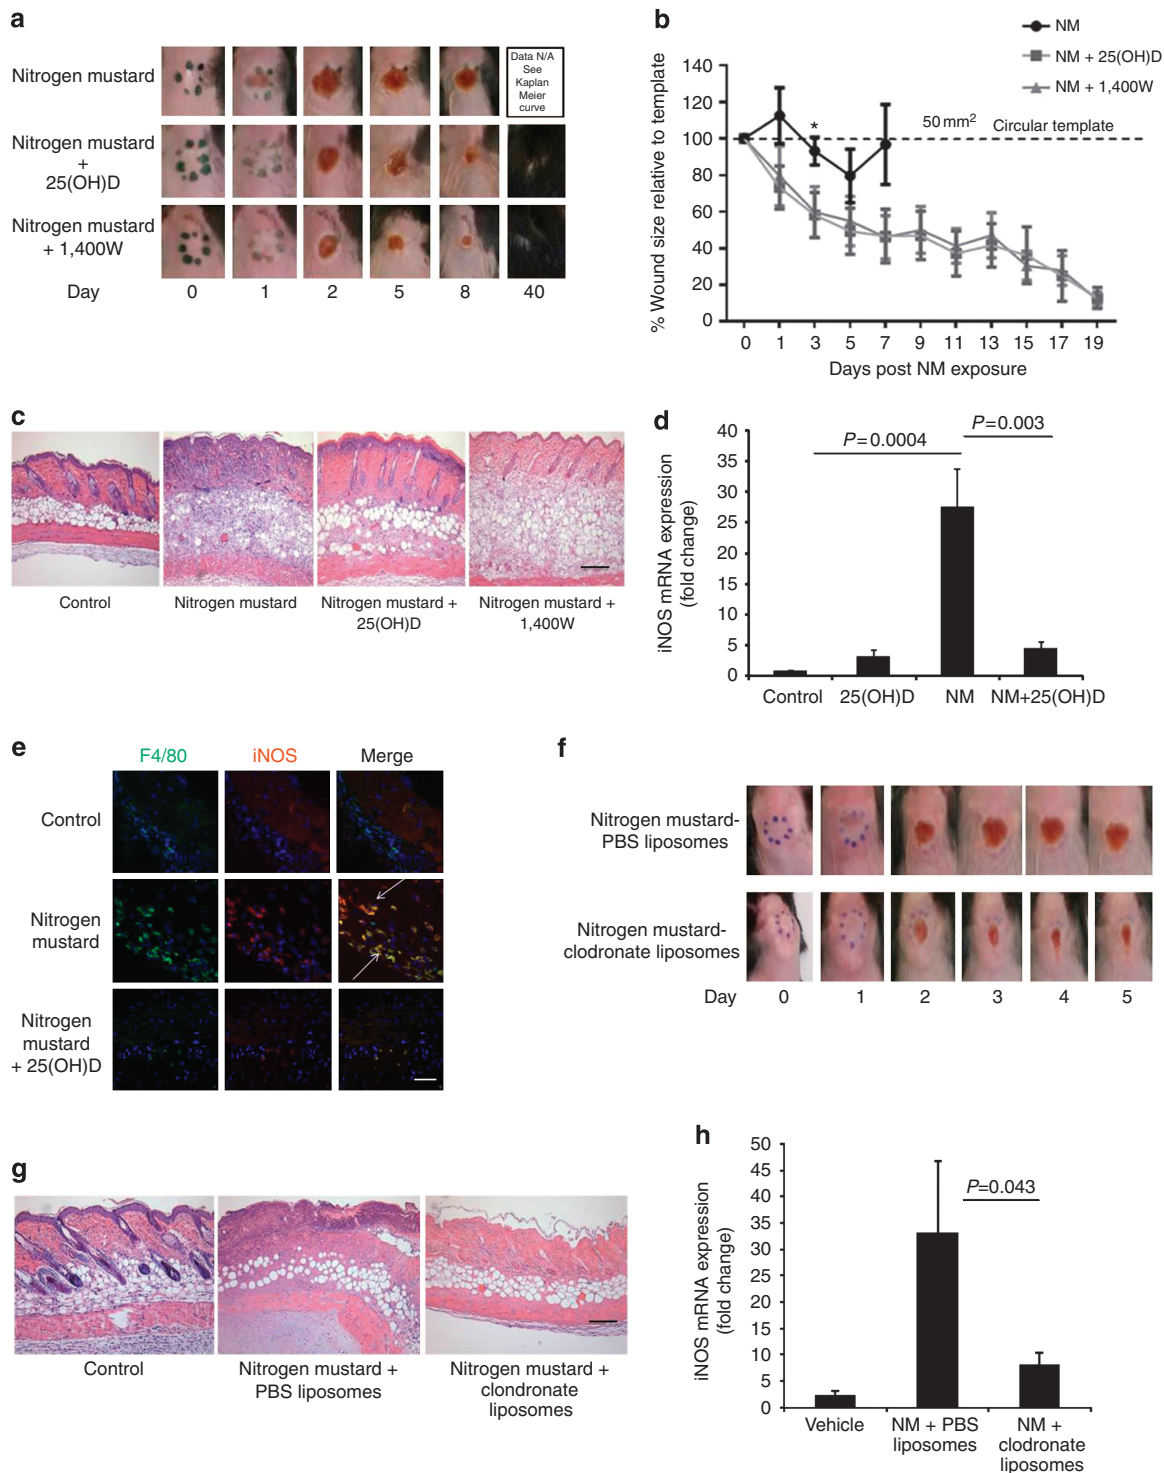 a
Nitrogen mustard
Data N/A
See
Kaplan
Meier
curve
Nitrogen mustard
+
25(OH)D
Nitrogen mustard
+ 1,400W
Day 0 1 2 5 8 40
b
NM
NM + 25(OH)D
NM + 1,400W
% Wound size relative to template
140
120
100
80
60
40
20
0
*
50 mm²
Circular template
0 1 3 5 7 9 11 13 15 17 19
Days post NM exposure
c
Control
Nitrogen mustard
Nitrogen mustard +
25(OH)D
Nitrogen mustard +
1,400W
d
iNOS mRNA expression
(fold change)
40
35
30
25
20
15
10
5
0
P=0.0004
P=0.003
Control 25(OH)D NM NM+25(OH)D
e
F4/80 iNOS Merge
Control
Nitrogen
mustard
Nitrogen
mustard
+ 25(OH)D
f
Nitrogen mustard-
PBS liposomes
Nitrogen mustard-
clodronate liposomes
Day 0 1 2 3 4 5
g
Control
Nitrogen mustard +
PBS liposomes
Nitrogen mustard +
clondronate
liposomes
h
iNOS mRNA expression
(fold change)
50
45
40
35
30
25
20
15
10
5
0
P=0.043
Vehicle
NM + PBS
liposomes
NM +
clodronate
liposomes